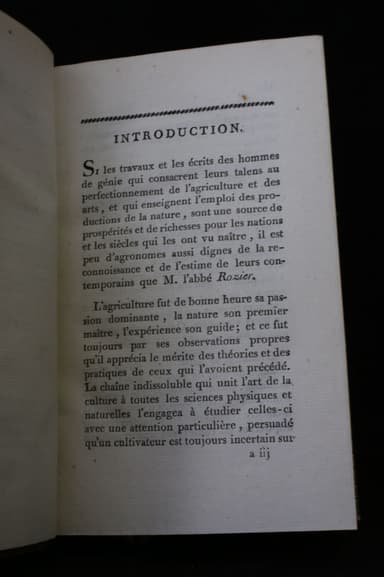 INTRODUCTION.
Si les travaux et les écrits des hommes
de génie qui consacrent leurs talens au
perfectionnement de l'agriculture et des
arts, et qui enseignent l'emploi des pro-
ductions de la nature, sont une source de
prospérités et de richesses pour les nations
et les siècles qui les ont vu naître, il est
peu d'agronomes aussi dignes de la re-
connoissance et de l'estime de leurs con-
temporains que M. l'abbé Rozier.
L'agriculture fut de bonne heure sa pas-
sion dominante, la nature son premier
maître, l'expérience son guide; et ce fut
toujours par ses observations propres
qu'il apprécia le mérite des théories et des
pratiques de ceux qui l'avoient précédé.
La chaîne indissoluble qui unit l'art de la
culture à toutes les sciences physiques et
naturelles l'engagea à étudier celles-ci
avec une attention particulière, persuadé
qu'un cultivateur est toujours incertain sur
a iij